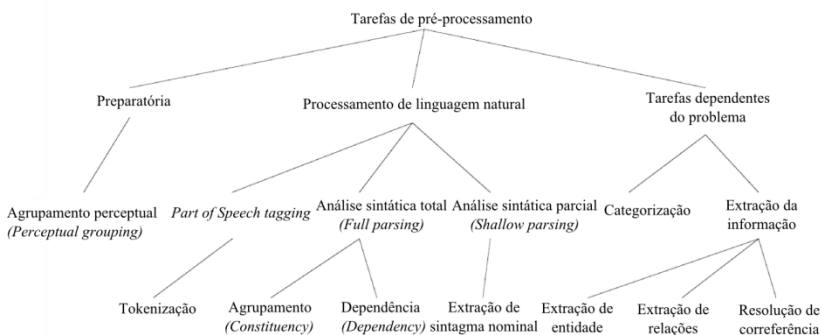 Tarefas de pré-processamento
Preparatória
Processamento de linguagem natural
Tarefas dependentes
do problema
Agrupamento perceptual
(Perceptual grouping)
Part of Speech tagging
Análise sintática total
(Full parsing)
Análise sintática parcial
(Shallow parsing)
Categorização
Extração da
informação
Tokenização
Agrupamento
(Constituency)
Dependência
(Dependency)
Extração de
sintagma nominal
Extração de
entidade
Extração de
relações
Resolução de
correferência